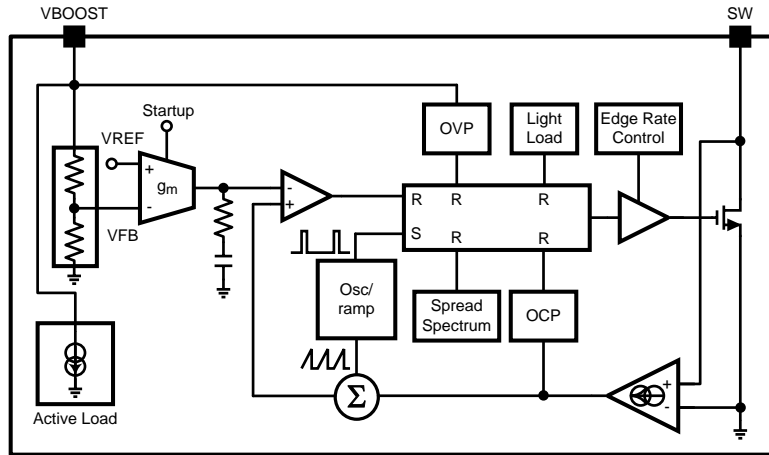 VBOOST
SW
Startup
VREF
+
gm
-
VFB
OVP
Light
Load
Edge Rate
Control
-
+
R
R
R
S
R
R
Osc/
ramp
Spread
Spectrum
OCP
Σ
+
-
Active Load